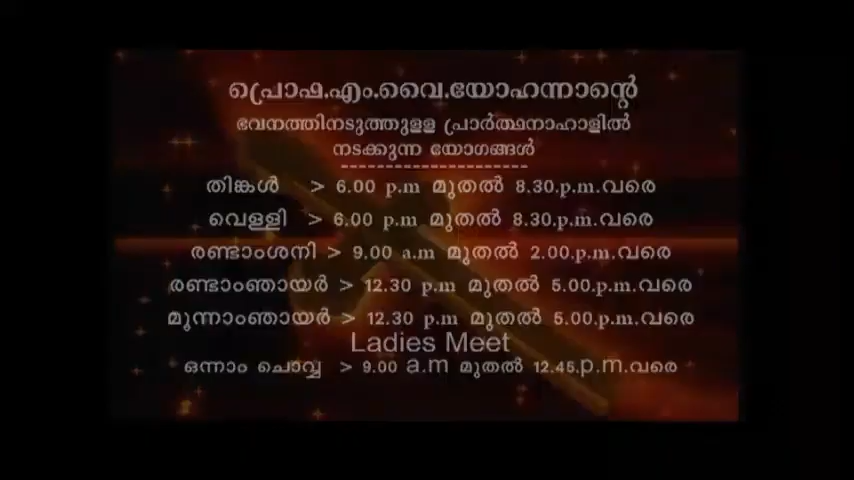 പ്രൊഫ.എം.വൈ.യോഹന്നാന്റെ
ഭവനത്തിനടുത്തുളള പ്രാർത്ഥനാഹാളിൽ
നടക്കുന്ന യോഗങ്ങൾ
--------------------
തിങ്കൾ > 6.00 p.m മുതൽ 8.30.p.m.വരെ
വെള്ളി > 6.00 p.m മുതൽ 8.30.p.m.വരെ
രണ്ടാംശനി > 9.00 a.m മുതൽ 2.00.p.m.വരെ
രണ്ടാംഞായർ > 12.30 p.m മുതൽ 5.00.p.m.വരെ
മൂന്നാംഞായർ > 12.30 p.m മുതൽ 5.00.p.m.വരെ
Ladies Meet
ഒന്നാം ചൊവ്വ > 9.00 a.m മുതൽ 12.45.p.m.വരെ